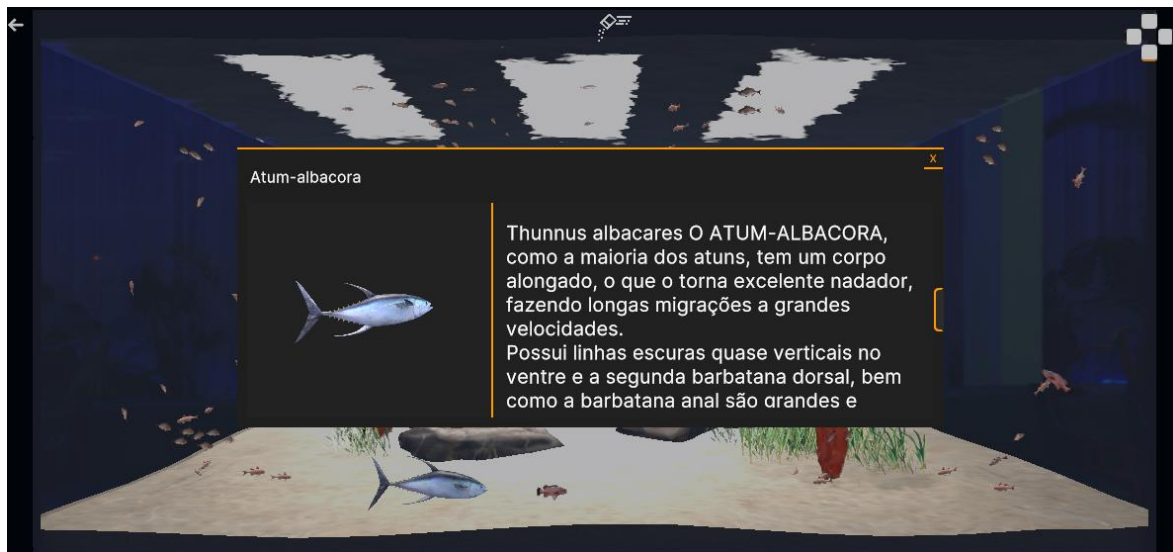 x
Atum-albacora
Thunnus albacares O ATUM-ALBACORA,
como a maioria dos atuns, tem um corpo
alongado, o que o torna excelente nadador,
fazendo longas migrações a grandes
velocidades.
Possui linhas escuras quase verticais no
ventre e a segunda barbatana dorsal, bem
como a barbatana anal são grandes e